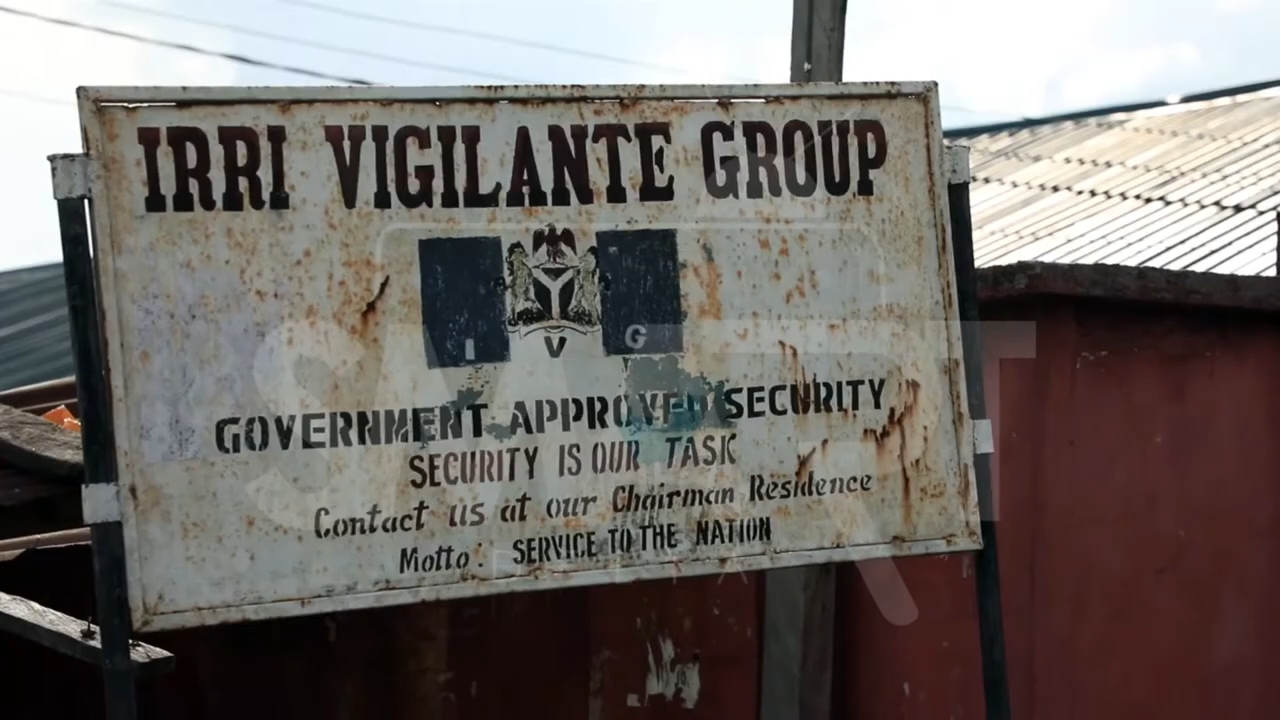 IRRI VIGILANTE GROUP
I V G
GOVERNMENT APPROVED SECURITY
SECURITY IS OUR TASK
Contact us at our Chairman Residence
Motto: SERVICE TO THE NATION
SMART